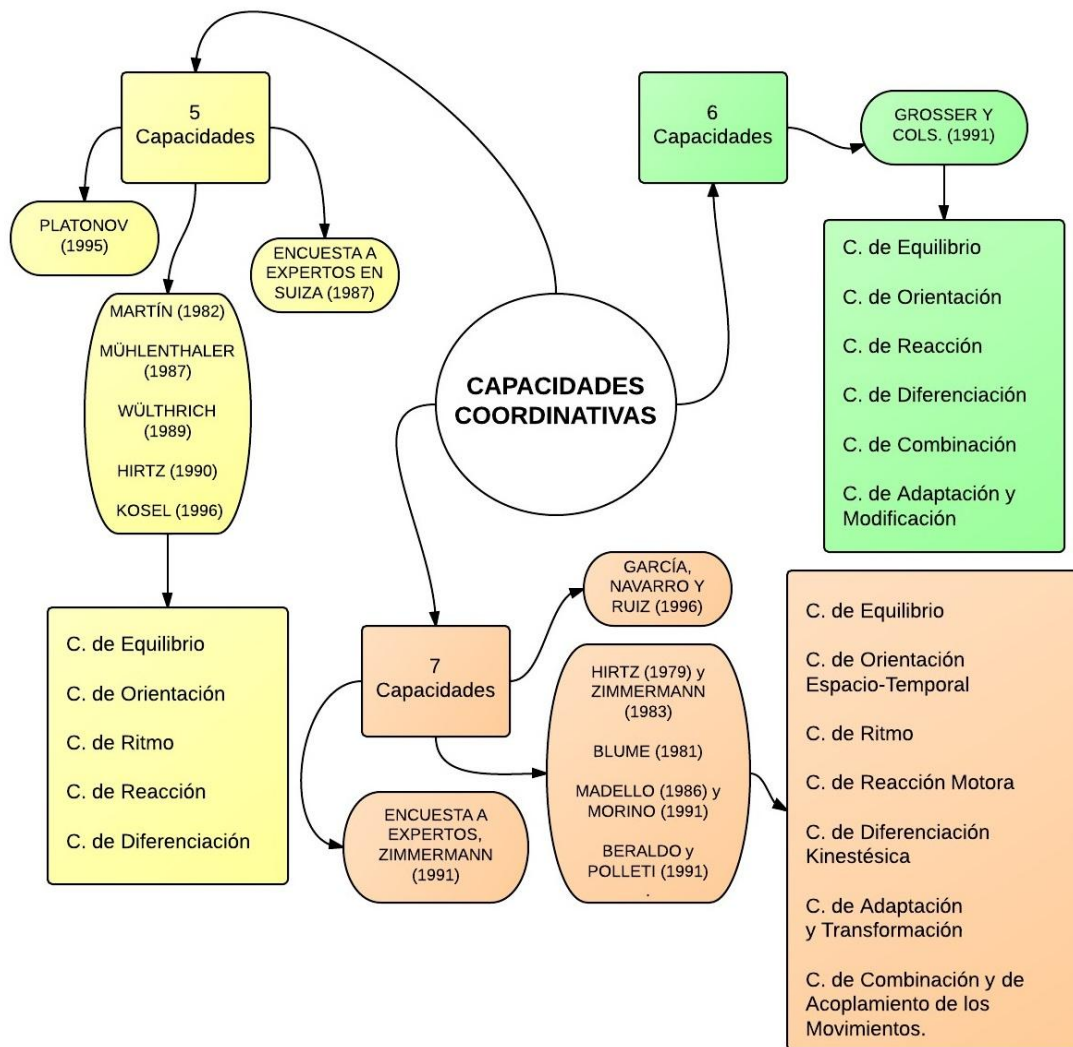 5
Capacidades
PLATONOV
(1995)
ENCUESTA A
EXPERTOS EN
SUIZA (1987)
MARTÍN (1982)
MÜHLENTHALER
(1987)
WÜLTHRICH
(1989)
HIRTZ (1990)
KOSEL (1996)
C. de Equilibrio
C. de Orientación
C. de Ritmo
C. de Reacción
C. de Diferenciación
CAPACIDADES
COORDINATIVAS
6
Capacidades
GROSSER Y
COLS. (1991)
C. de Equilibrio
C. de Orientación
C. de Reacción
C. de Diferenciación
C. de Combinación
C. de Adaptación y
Modificación
7
Capacidades
GARCÍA,
NAVARRO Y
RUIZ (1996)
ENCUESTA A
EXPERTOS,
ZIMMERMANN
(1991)
HIRTZ (1979) y
ZIMMERMANN
(1983)
BLUME (1981)
MADELLO (1986) y
MORINO (1991)
BERALDO y
POLLETI (1991)
.
C. de Equilibrio
C. de Orientación
Espacio-Temporal
C. de Ritmo
C. de Reacción Motora
C. de Diferenciación
Kinestésica
C. de Adaptación
y Transformación
C. de Combinación y de
Acoplamiento de los
Movimientos.